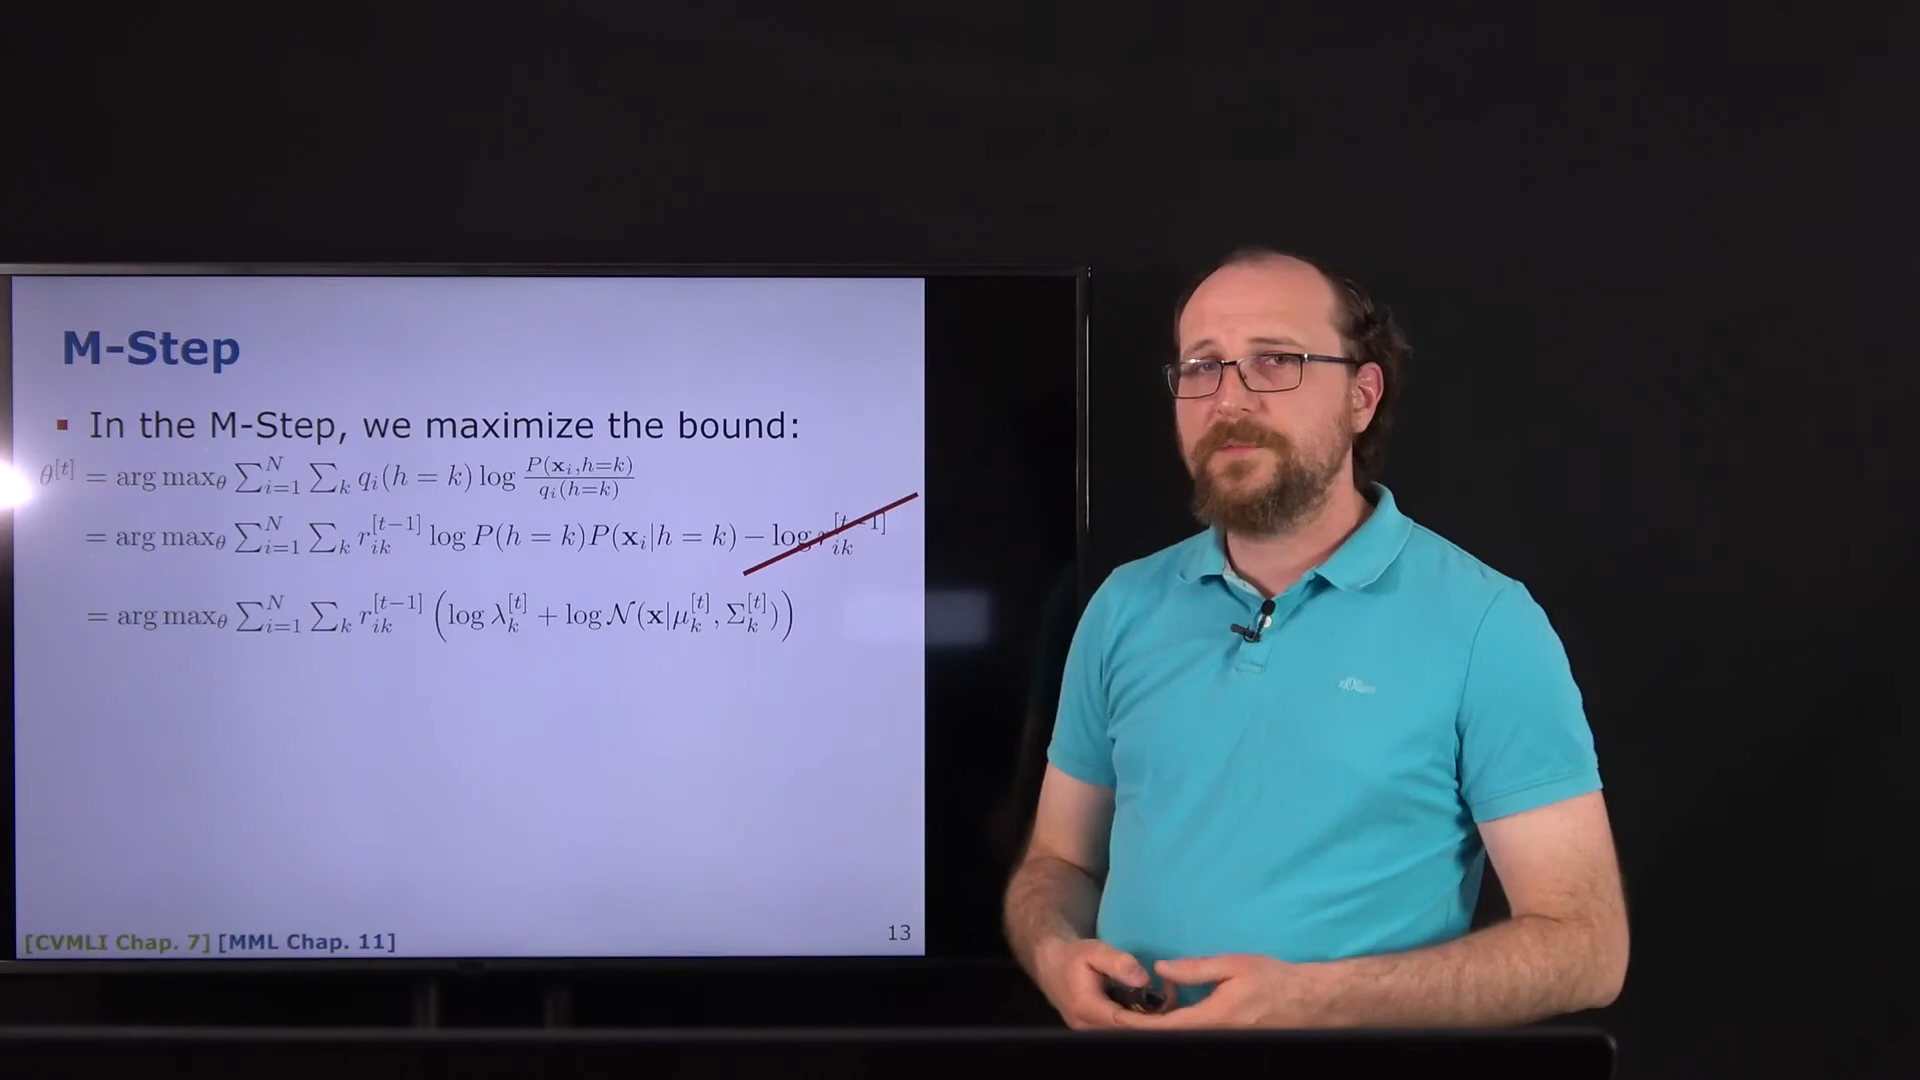 M-Step
▪ In the M-Step, we maximize the bound:
θ^{[t]} = arg max_θ ∑_{i=1}^{N} ∑_k q_i(h = k) log \frac{P(𝐱_i, h=k)}{q_i(h=k)}
= arg max_θ ∑_{i=1}^{N} ∑_k r_{ik}^{[t−1]} log P(h = k)P(𝐱_i|h = k) − log r_{ik}^{[t−1]}
= arg max_θ ∑_{i=1}^{N} ∑_k r_{ik}^{[t−1]} (log λ_k^{[t]} + log 𝒩(𝐱|μ_k^{[t]}, Σ_k^{[t]}))
[CVMLI Chap. 7] [MML Chap. 11]
13
s.Oliver